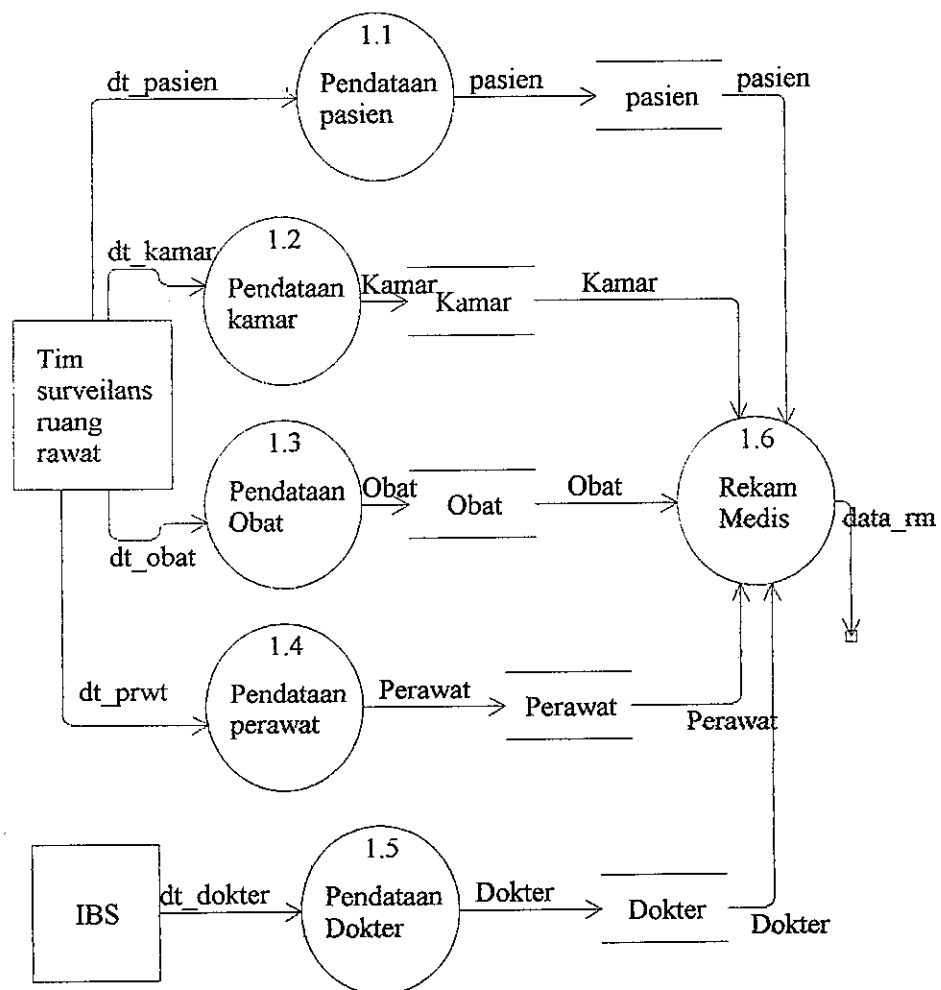 1.1
dt_pasien
Pendataan
pasien
pasien
pasien
pasien
1.2
dt_kamar
Pendataan
kamar
Kamar
Kamar
Kamar
Tim
surveilans
ruang
rawat
1.3
Pendataan
Obat
Obat
Obat
Obat
dt_obat
1.6
Rekam
Medis
data_rm
1.4
dt_prwt
Pendataan
perawat
Perawat
Perawat
Perawat
1.5
IBS
dt_dokter
Pendataan
Dokter
Dokter
Dokter
Dokter